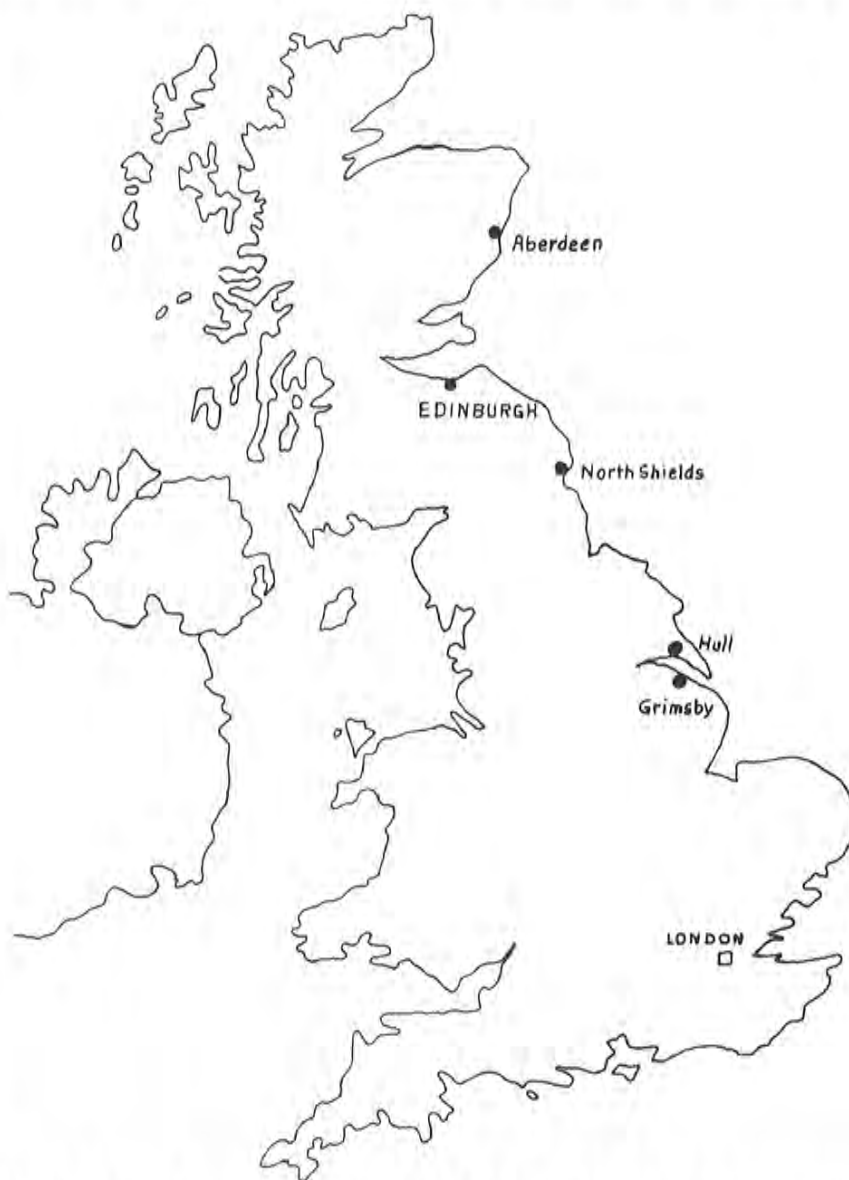 Aberdeen
EDINBURGH
North Shields
Hull
Grimsby
LONDON